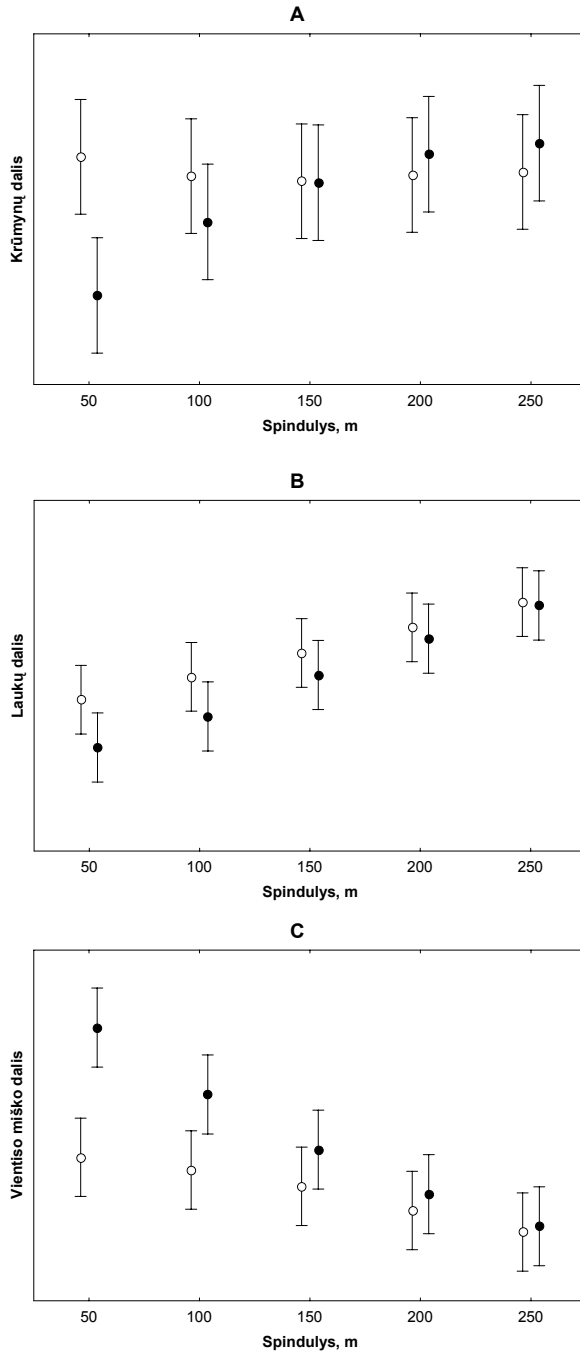 A
Krūmynų dalis
50 100 150 200 250
Spindulys, m
B
Laukų dalis
50 100 150 200 250
Spindulys, m
C
Vientiso miško dalis
50 100 150 200 250
Spindulys, m